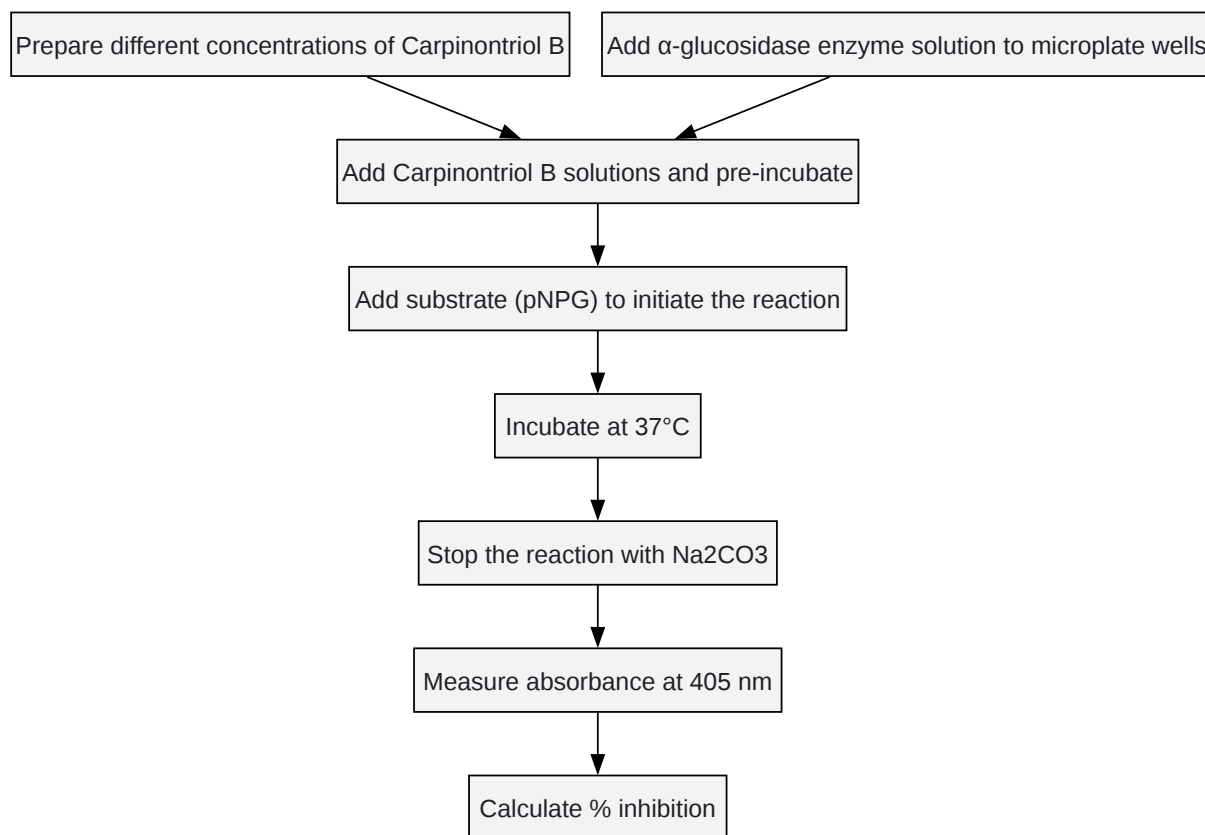 Prepare different concentrations of Carpinontriol B
Add α-glucosidase enzyme solution to microplate wells
Add Carpinontriol B solutions and pre-incubate
Add substrate (pNPG) to initiate the reaction
Incubate at 37°C
Stop the reaction with Na2CO3
Measure absorbance at 405 nm
Calculate % inhibition